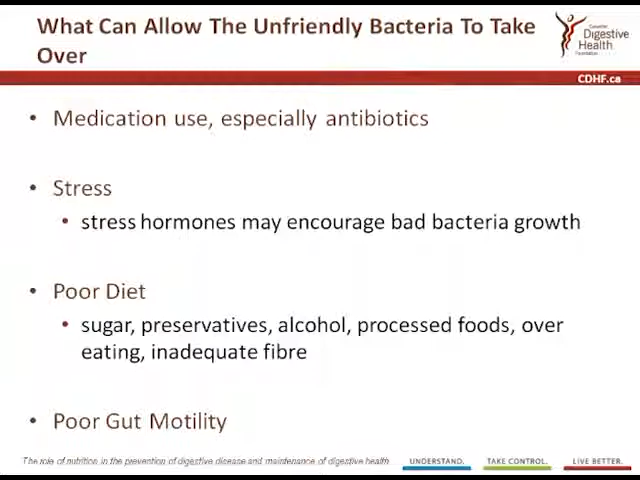 What Can Allow The Unfriendly Bacteria To Take
Over
Canadian
Digestive
Health
Foundation
CDHF.ca
• Medication use, especially antibiotics
• Stress
• stress hormones may encourage bad bacteria growth
• Poor Diet
• sugar, preservatives, alcohol, processed foods, over
eating, inadequate fibre
• Poor Gut Motility
The role of nutrition in the prevention of digestive disease and maintenance of digestive health
UNDERSTAND.
TAKE CONTROL.
LIVE BETTER.